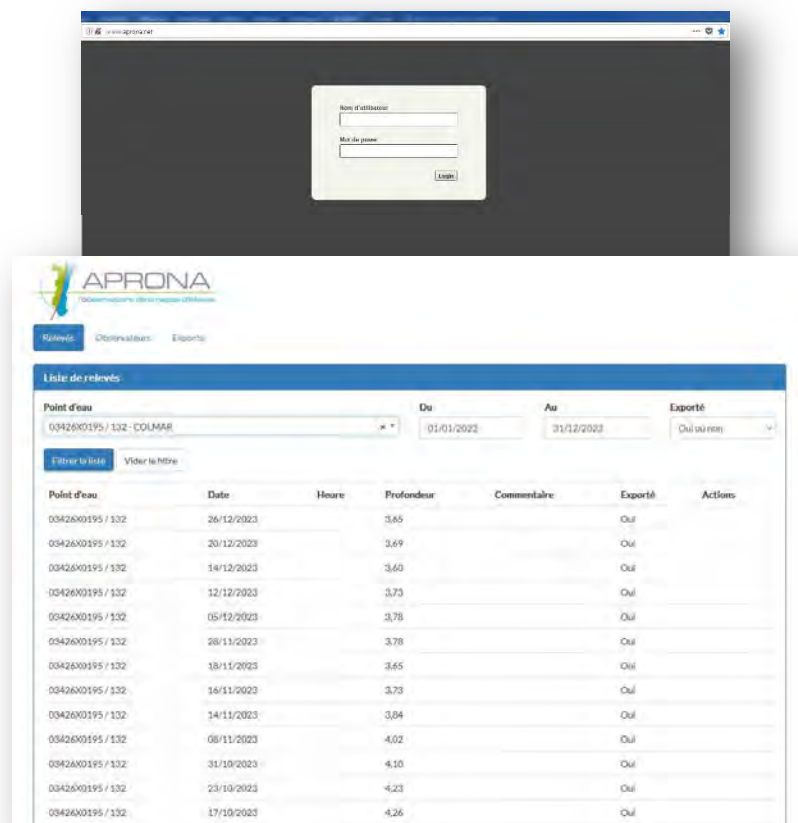 www.aprona.net
Nom d'utilisateur
Mot de passe
Login
APRONA
l'Observatoire de la nappe d'Alsace
Relevés Observateurs Exports
Liste de relevés
Point d'eau Du Au Exporté
03426X0195 / 132 - COLMAR × 01/01/2023 31/12/2023 Oui ou non
Filtrer la liste Vider le filtre
Point d'eau Date Heure Profondeur Commentaire Exporté Actions
03426X0195 / 132 26/12/2023 3,65 Oui
03426X0195 / 132 20/12/2023 3,69 Oui
03426X0195 / 132 14/12/2023 3,60 Oui
03426X0195 / 132 12/12/2023 3,73 Oui
03426X0195 / 132 05/12/2023 3,78 Oui
03426X0195 / 132 28/11/2023 3,78 Oui
03426X0195 / 132 18/11/2023 3,65 Oui
03426X0195 / 132 16/11/2023 3,73 Oui
03426X0195 / 132 14/11/2023 3,84 Oui
03426X0195 / 132 08/11/2023 4,02 Oui
03426X0195 / 132 31/10/2023 4,10 Oui
03426X0195 / 132 23/10/2023 4,23 Oui
03426X0195 / 132 17/10/2023 4,26 Oui